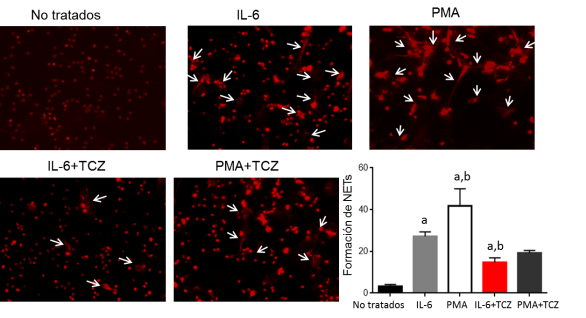 No tratados
IL-6
PMA
IL-6+TCZ
PMA+TCZ
Formación de NETs
60
40
20
0
a
a,b
a,b
No tratados IL-6 PMA IL-6+TCZ PMA+TCZ